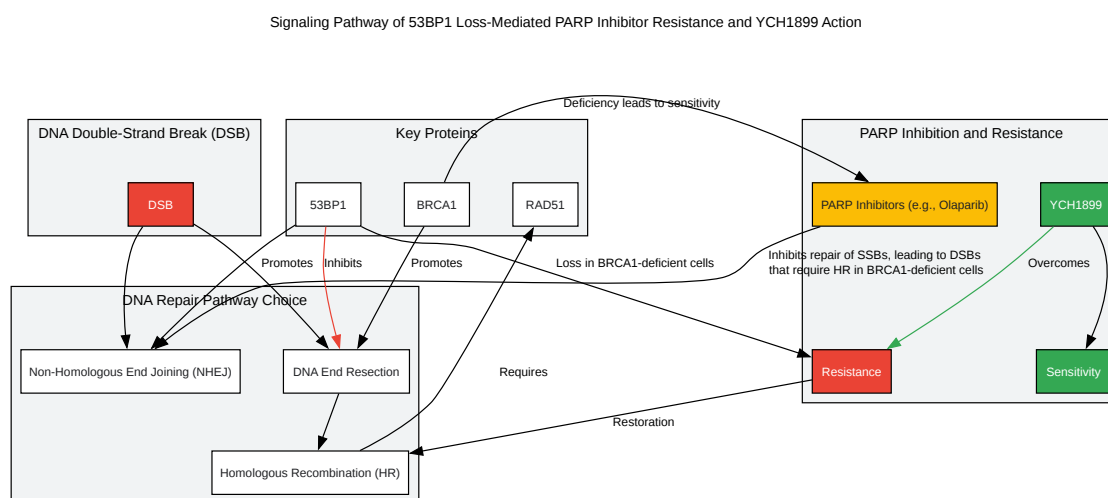 Signaling Pathway of 53BP1 Loss-Mediated PARP Inhibitor Resistance and YCH1899 Action
Deficiency leads to sensitivity
DNA Double-Strand Break (DSB)
Key Proteins
PARP Inhibition and Resistance
DSB
53BP1
BRCA1
RAD51
PARP Inhibitors (e.g., Olaparib)
YCH1899
Promotes
Inhibits
Promotes
Loss in BRCA1-deficient cells
Inhibits repair of SSBs, leading to DSBs
that require HR in BRCA1-deficient cells
Overcomes
DNA Repair Pathway Choice
Non-Homologous End Joining (NHEJ)
DNA End Resection
Requires
Resistance
Sensitivity
Restoration
Homologous Recombination (HR)